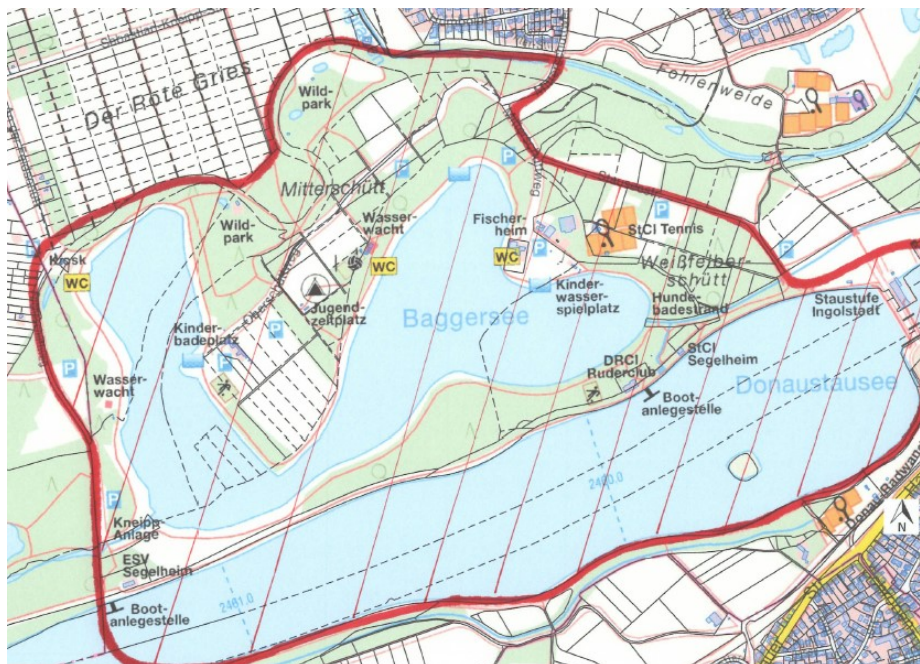 Der Rote Gries
Wild-
park
Fohlenweide
Mitterschütt
Wild-
park
Wasser-
wacht
Fischer-
heim
StCI Tennis
Weißfeiber-
schütt
Kiosk
WC
WC
WC
Jugend-
zeltplatz
Kinder-
wasser-
spielplatz
Hunde-
badestrand
Staustufe
Ingolstadt
Baggersee
Kinder-
badeplatz
StCI
Segelheim
DRCI
Ruderclub
Donaustausee
Boot-
anlegestelle
Wasser-
wacht
P
P
P
P
P
P
P
P
P
2460.0
Kneipp-
Anlage
ESV
Segelheim
Boot-
anlegestelle
2461.0
N